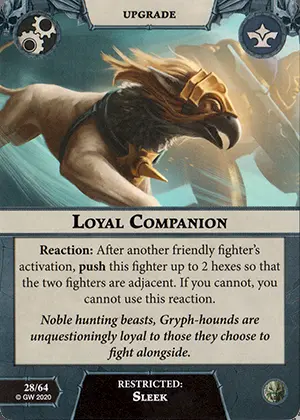 UPGRADE
LOYAL COMPANION
Reaction: After another friendly fighter's
activation, push this fighter up to 2 hexes so that
the two fighters are adjacent. If you cannot, you
cannot use this reaction.
Noble hunting beasts, Gryph-hounds are
unquestioningly loyal to those they choose to
fight alongside.
28/64
© GW 2020
RESTRICTED:
SLEEK